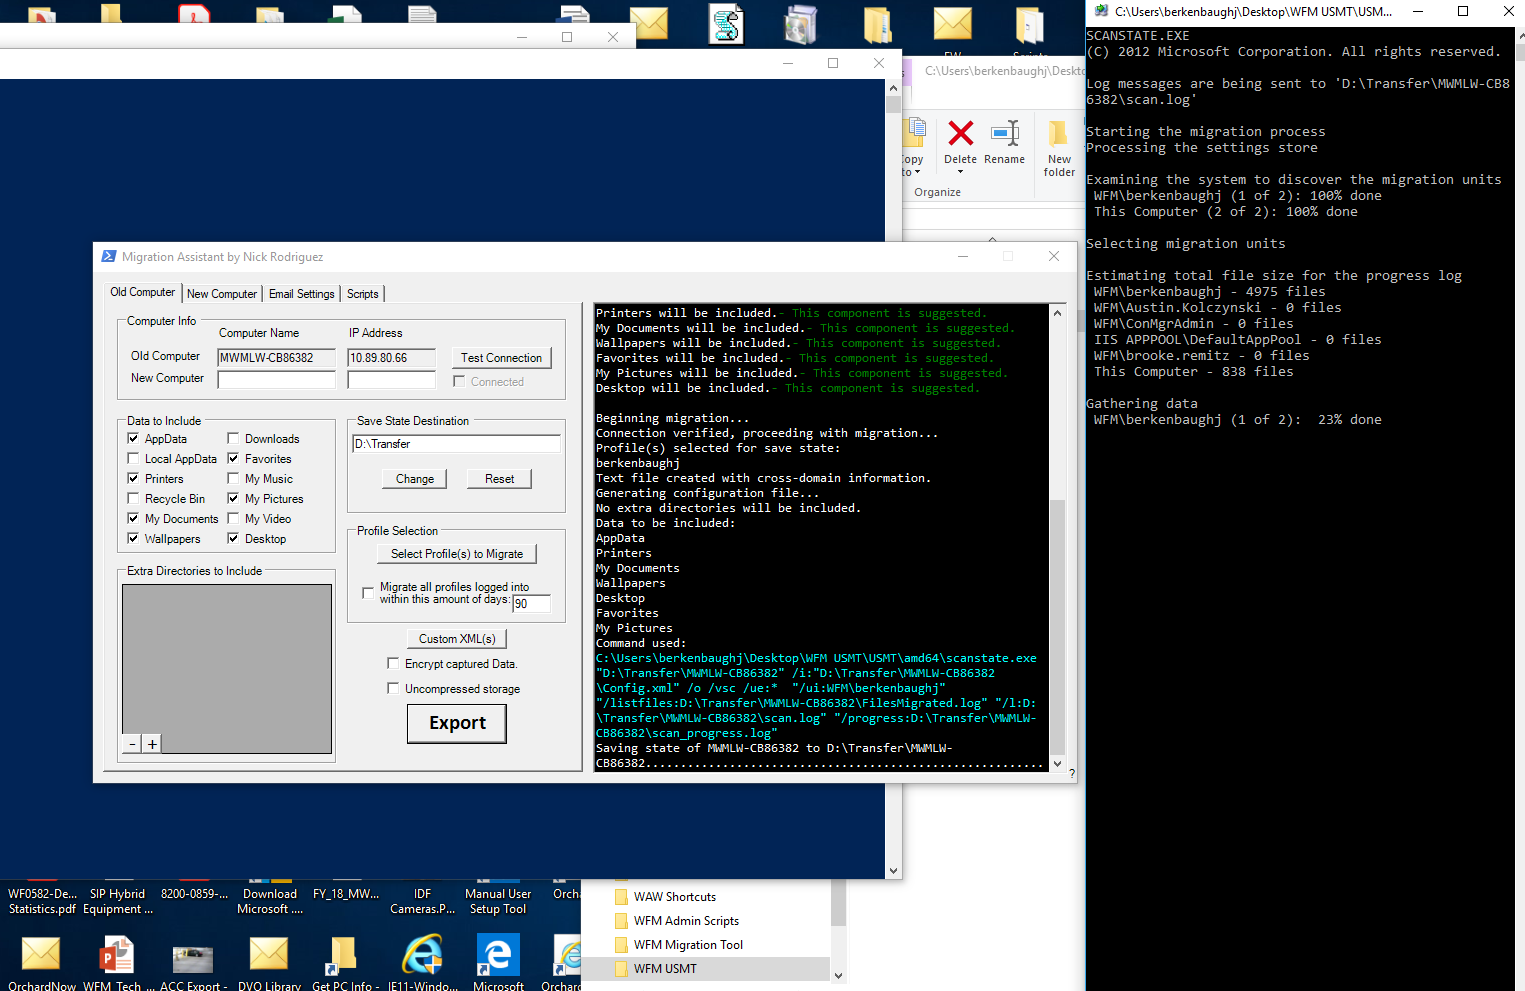 C:\Users\berkenbaughj\Desktop\WFM USMT\USM...
SCANSTATE.EXE
(C) 2012 Microsoft Corporation. All rights reserved.
Log messages are being sent to 'D:\Transfer\MWMLW-CB8
6382\scan.log'
Starting the migration process
Processing the settings store
Examining the system to discover the migration units
WFM\berkenbaughj (1 of 2): 100% done
This Computer (2 of 2): 100% done
Selecting migration units
Estimating total file size for the progress log
WFM\berkenbaughj - 4975 files
WFM\Austin.Kolczynski - 0 files
WFM\ConMgrAdmin - 0 files
IIS APPPOOL\DefaultAppPool - 0 files
WFM\brooke.remitz - 0 files
This Computer - 838 files
Gathering data
WFM\berkenbaughj (1 of 2):  23% done
C:\Users\berkenbaughj\Deskto
Delete
Rename
New
folder
to
Organize
Migration Assistant by Nick Rodriguez
Old Computer
New Computer
Email Settings
Scripts
Computer Info
Computer Name
IP Address
Old Computer
MWMLW-CB86382
10.89.80.66
Test Connection
New Computer
Connected
Data to Include
AppData
Downloads
Local AppData
Favorites
Printers
My Music
Recycle Bin
My Pictures
My Documents
My Video
Wallpapers
Desktop
Extra Directories to Include
- +
Save State Destination
D:\Transfer
Change
Reset
Profile Selection
Select Profile(s) to Migrate
Migrate all profiles logged into
within this amount of days:
90
Custom XML(s)
Encrypt captured Data.
Uncompressed storage
Export
Printers will be included.- This component is suggested.
My Documents will be included.- This component is suggested.
Wallpapers will be included.- This component is suggested.
Favorites will be included.- This component is suggested.
My Pictures will be included.- This component is suggested.
Desktop will be included.- This component is suggested.
Beginning migration...
Connection verified, proceeding with migration...
Profile(s) selected for save state:
berkenbaughj
Text file created with cross-domain information.
Generating configuration file...
No extra directories will be included.
Data to be included:
AppData
Printers
My Documents
Wallpapers
Desktop
Favorites
My Pictures
Command used:
C:\Users\berkenbaughj\Desktop\WFM USMT\USMT\amd64\scanstate.exe
"D:\Transfer\MWMLW-CB86382" /i:"D:\Transfer\MWMLW-CB86382
\Config.xml" /o /vsc /ue:*  "/ui:WFM\berkenbaughj"
"/listfiles:D:\Transfer\MWMLW-CB86382\FilesMigrated.log" "/l:D:
\Transfer\MWMLW-CB86382\scan.log" "/progress:D:\Transfer\MWMLW-
CB86382\scan_progress.log"
Saving state of MWMLW-CB86382 to D:\Transfer\MWMLW-
CB86382.........................................................
?
WF0582-De...
Statistics.pdf
SIP Hybrid
Equipment ...
8200-0859-...
Download
Microsoft ....
FY_18_MW...
IDF
Cameras.P...
Manual User
Setup Tool
Orcha
WAW Shortcuts
WFM Admin Scripts
WFM Migration Tool
WFM USMT
OrchardNow
WFM_Tech_...
ACC Export -
DVO Library
Get PC Info -
IE11-Windo...
Microsoft
Orchard